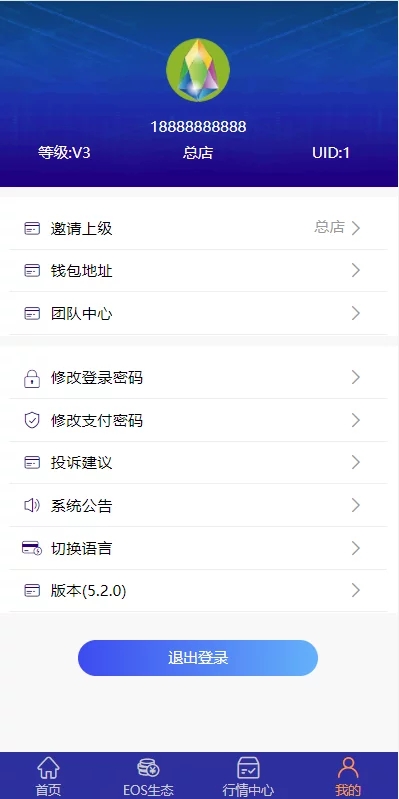 18888888888
等级:V3 总店 UID:1
邀请上级 总店
钱包地址
团队中心
修改登录密码
修改支付密码
投诉建议
系统公告
切换语言
版本(5.2.0)
退出登录
首页 EOS生态 行情中心 我的